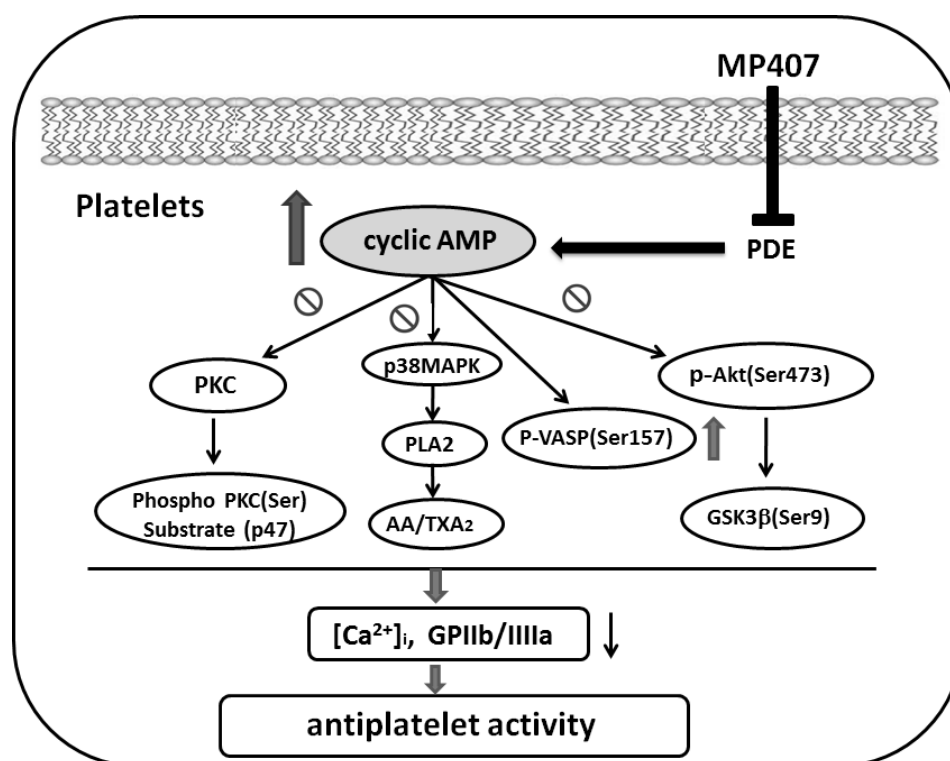 MP407
Platelets
cyclic AMP
PDE
PKC
p38MAPK
p-Akt(Ser473)
PLA2
P-VASP(Ser157)
Phospho PKC(Ser)
Substrate (p47)
AA/TXA₂
GSK3β(Ser9)
[Ca²⁺]ᵢ, GPIIb/IIIIa
antiplatelet activity